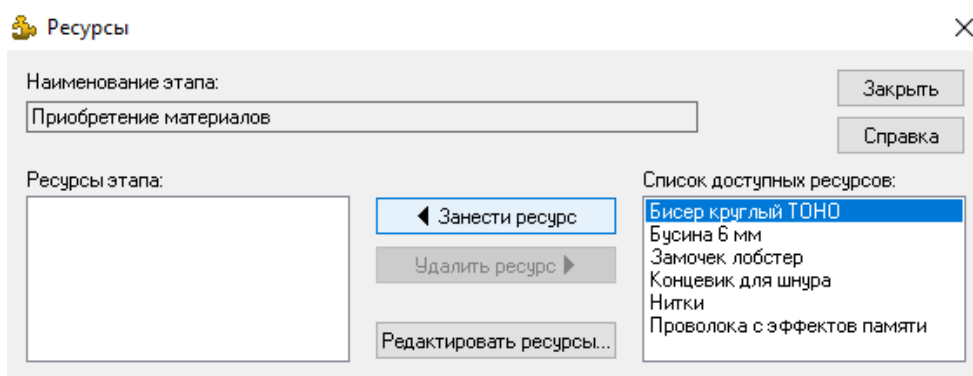 Ресурсы
Наименование этапа:
Закрыть
Приобретение материалов
Справка
Ресурсы этапа:
Список доступных ресурсов:
Занести ресурс
Удалить ресурс
Редактировать ресурсы...
Бисер круглый ТОНО
Бусина 6 мм
Замочек лобстер
Концевик для шнура
Нитки
Проволока с эффектов памяти